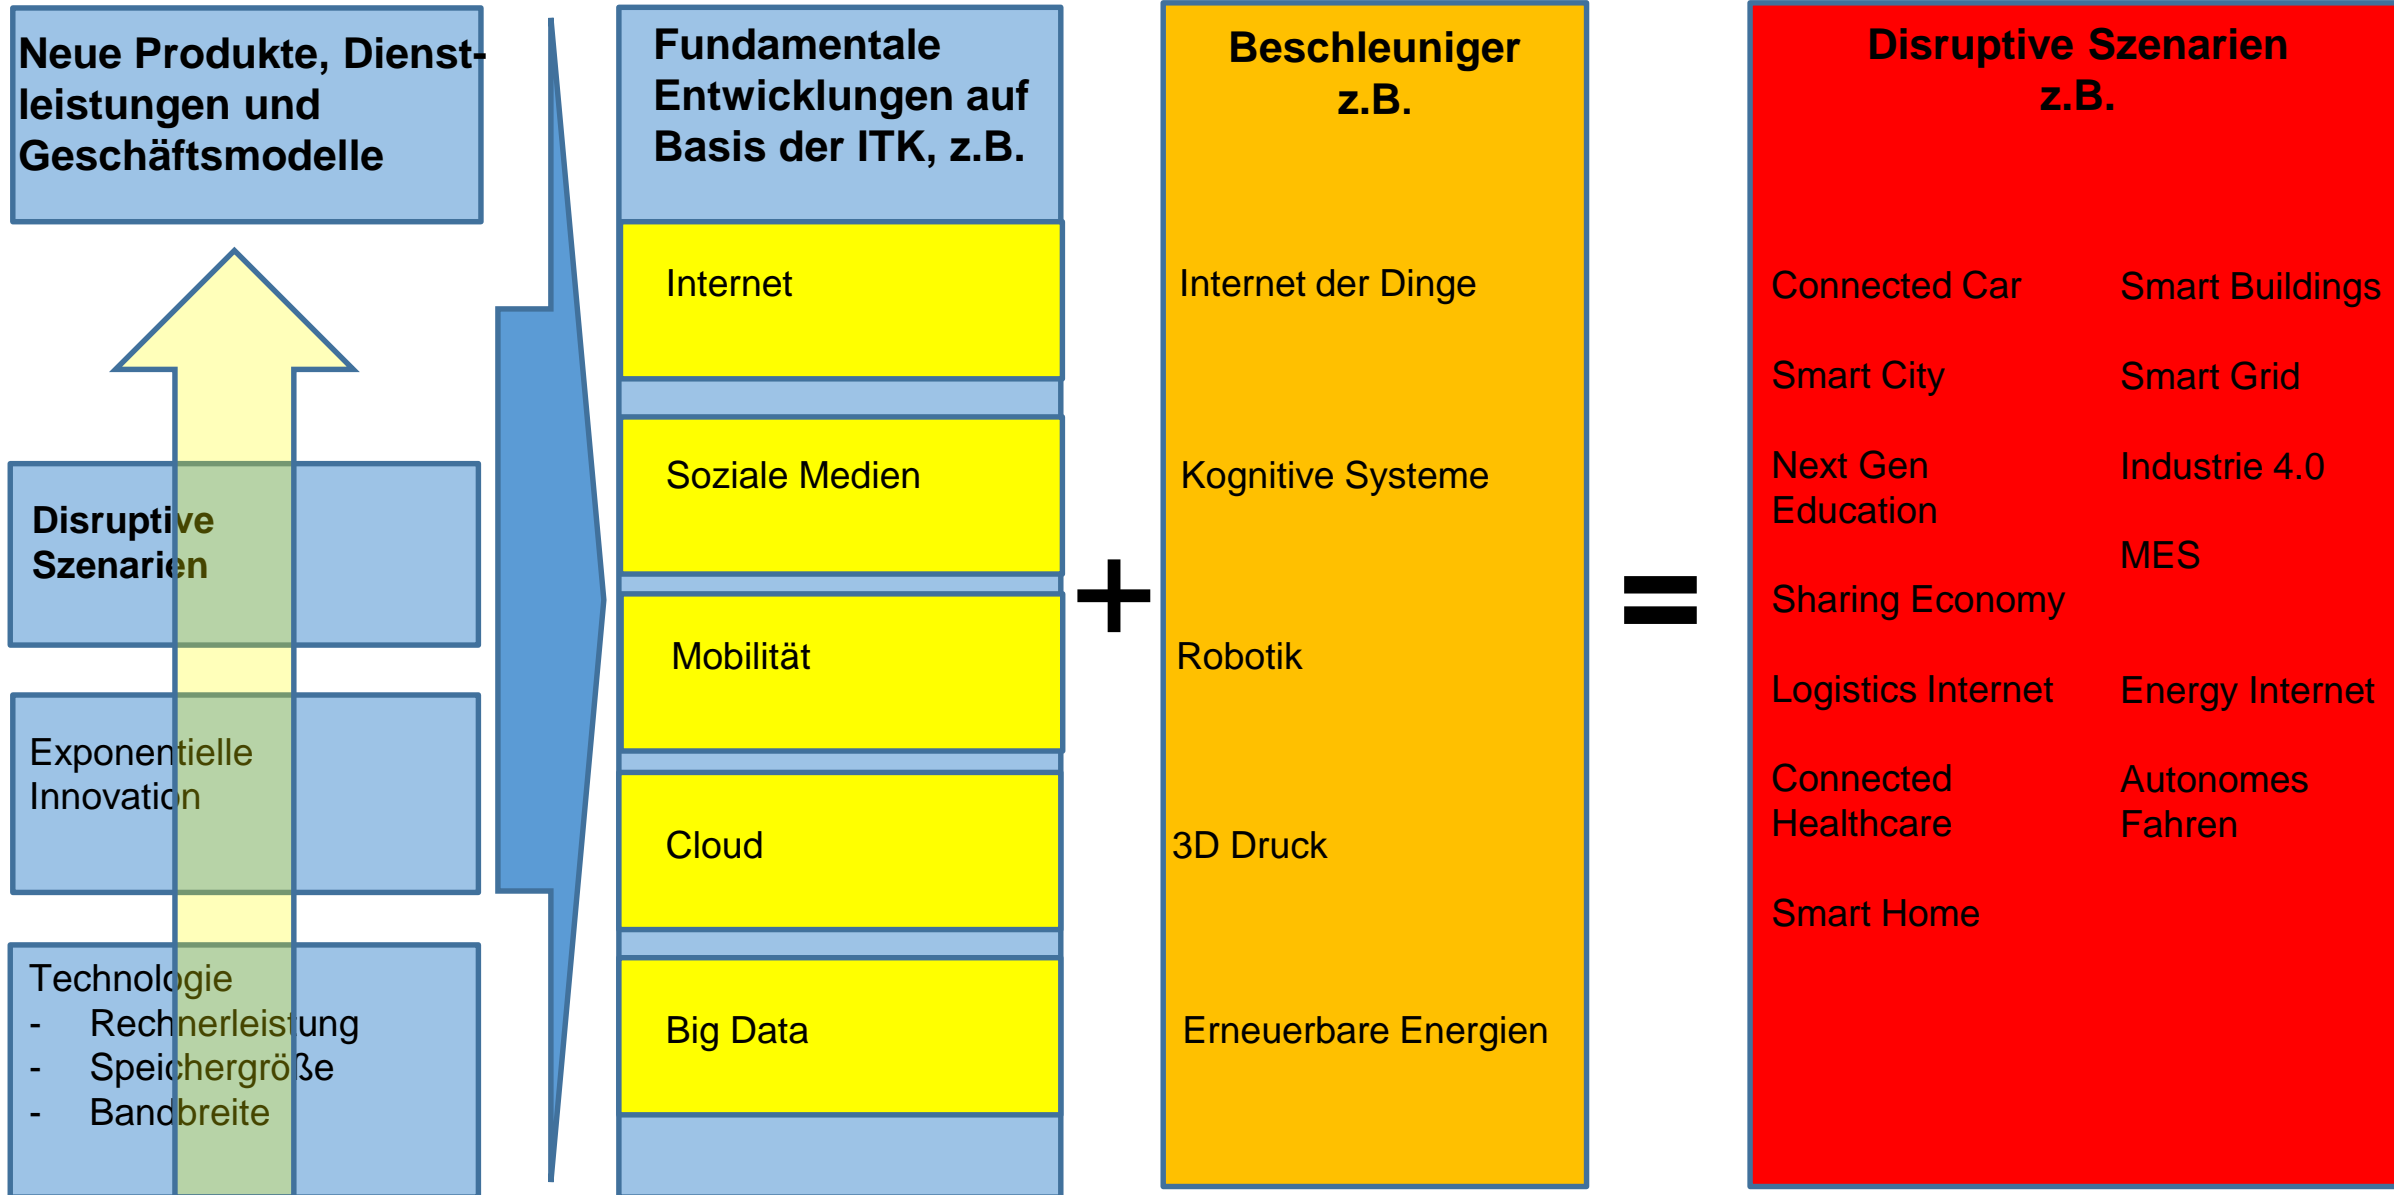 Neue Produkte, Dienst-
leistungen und
Geschäftsmodelle
Disruptive
Szenarien
Exponentielle
Innovation
Technologie
- Rechnerleistung
- Speichergröße
- Bandbreite
Fundamentale
Entwicklungen auf
Basis der ITK, z.B.
Internet
Soziale Medien
Mobilität
Cloud
Big Data
+
Beschleuniger
z.B.
Internet der Dinge
Kognitive Systeme
Robotik
3D Druck
Erneuerbare Energien
=
Disruptive Szenarien
z.B.
Connected Car
Smart City
Next Gen
Education
Sharing Economy
Logistics Internet
Connected
Healthcare
Smart Home
Smart Buildings
Smart Grid
Industrie 4.0
MES
Energy Internet
Autonomes
Fahren